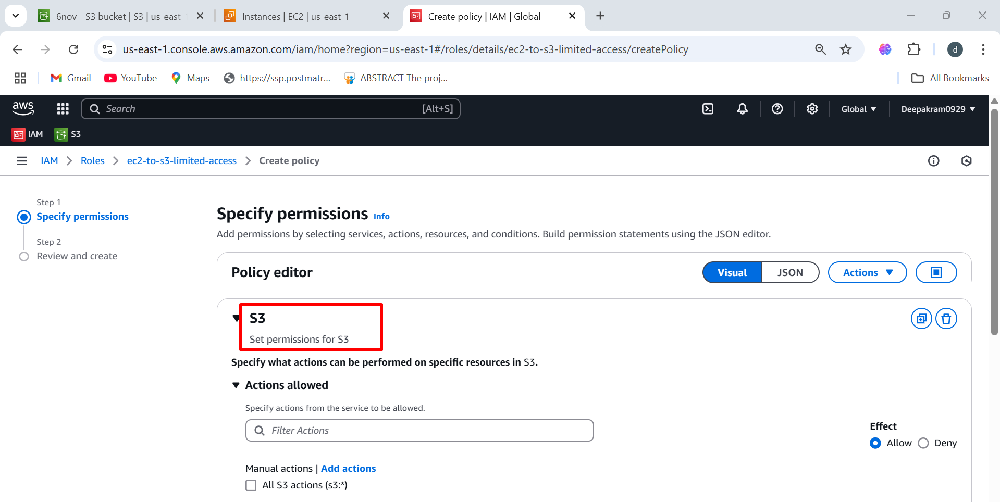 6nov - S3 bucket | S3 | us-east-
Instances | EC2 | us-east-1
Create policy | IAM | Global
us-east-1.console.aws.amazon.com/iam/home?region=us-east-1#/roles/details/ec2-to-s3-limited-access/createPolicy
d
Gmail
YouTube
Maps
https://ssp.postmatr...
ABSTRACT The proj...
All Bookmarks
aws
Search
[Alt+S]
Global
Deepakram0929
IAM
S3
IAM
Roles
ec2-to-s3-limited-access
Create policy
Step 1
Specify permissions
Step 2
Review and create
Specify permissions Info
Add permissions by selecting services, actions, resources, and conditions. Build permission statements using the JSON editor.
Policy editor
Visual
JSON
Actions
S3
Set permissions for S3
Specify what actions can be performed on specific resources in S3.
Actions allowed
Specify actions from the service to be allowed.
Filter Actions
Effect
Allow
Deny
Manual actions | Add actions
All S3 actions (s3:*)